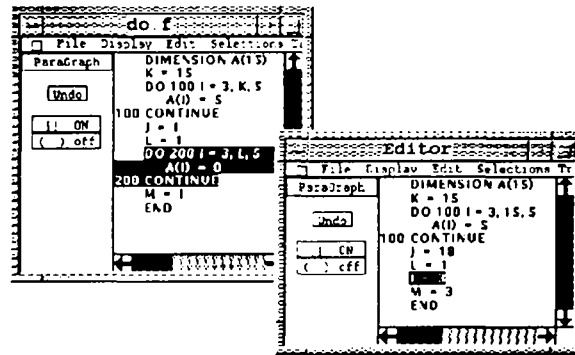 do f
File Display Edit Selections
ParaGraph
Undo
ON
( ) off
DIMENSION A(15)
K = 15
DO 100 I = 3, K, 5
A(I) = 5
100 CONTINUE
J = 1
L = 1
DO 200 I = 3, L, 5
A(I) = 0
200 CONTINUE
M = 1
END
Editor
File Display Edit Selections Tr
ParaGraph
Undo
ON
( ) off
DIMENSION A(15)
K = 15
DO 100 I = 3, 15, 5
A(I) = 5
100 CONTINUE
J = 18
L = 1
M = 3
END